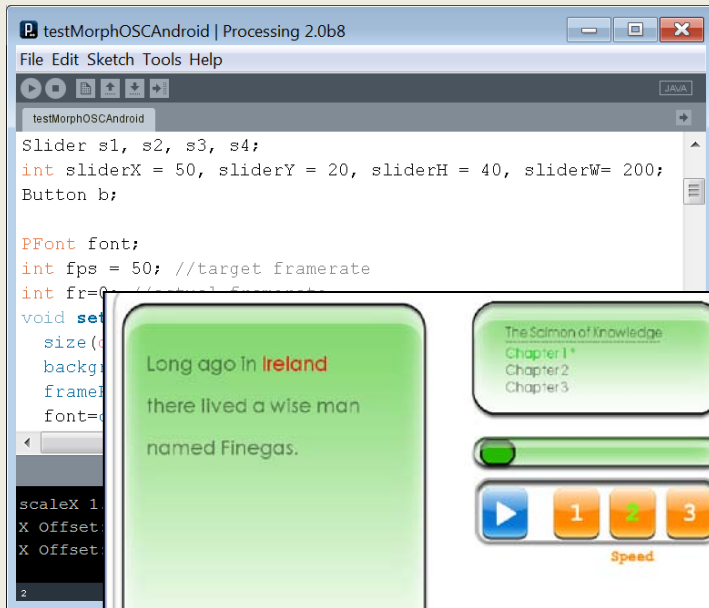 testMorphOSCAndroid | Processing 2.0b8
File Edit Sketch Tools Help
JAVA
testMorphOSCAndroid
Slider s1, s2, s3, s4;
int sliderX = 50, sliderY = 20, sliderH = 40, sliderW= 200;
Button b;
PFont font;
int fps = 50; //target framerate
int fr=0; //actual framerate
void set
size(
backgr
frameR
font=
scaleX 1
X Offset:
X Offset
2
Long ago in Ireland
there lived a wise man
named Finegas.
The Salmon of Knowledge
Chapter 1 *
Chapter 2
Chapter 3
1 2 3
Speed